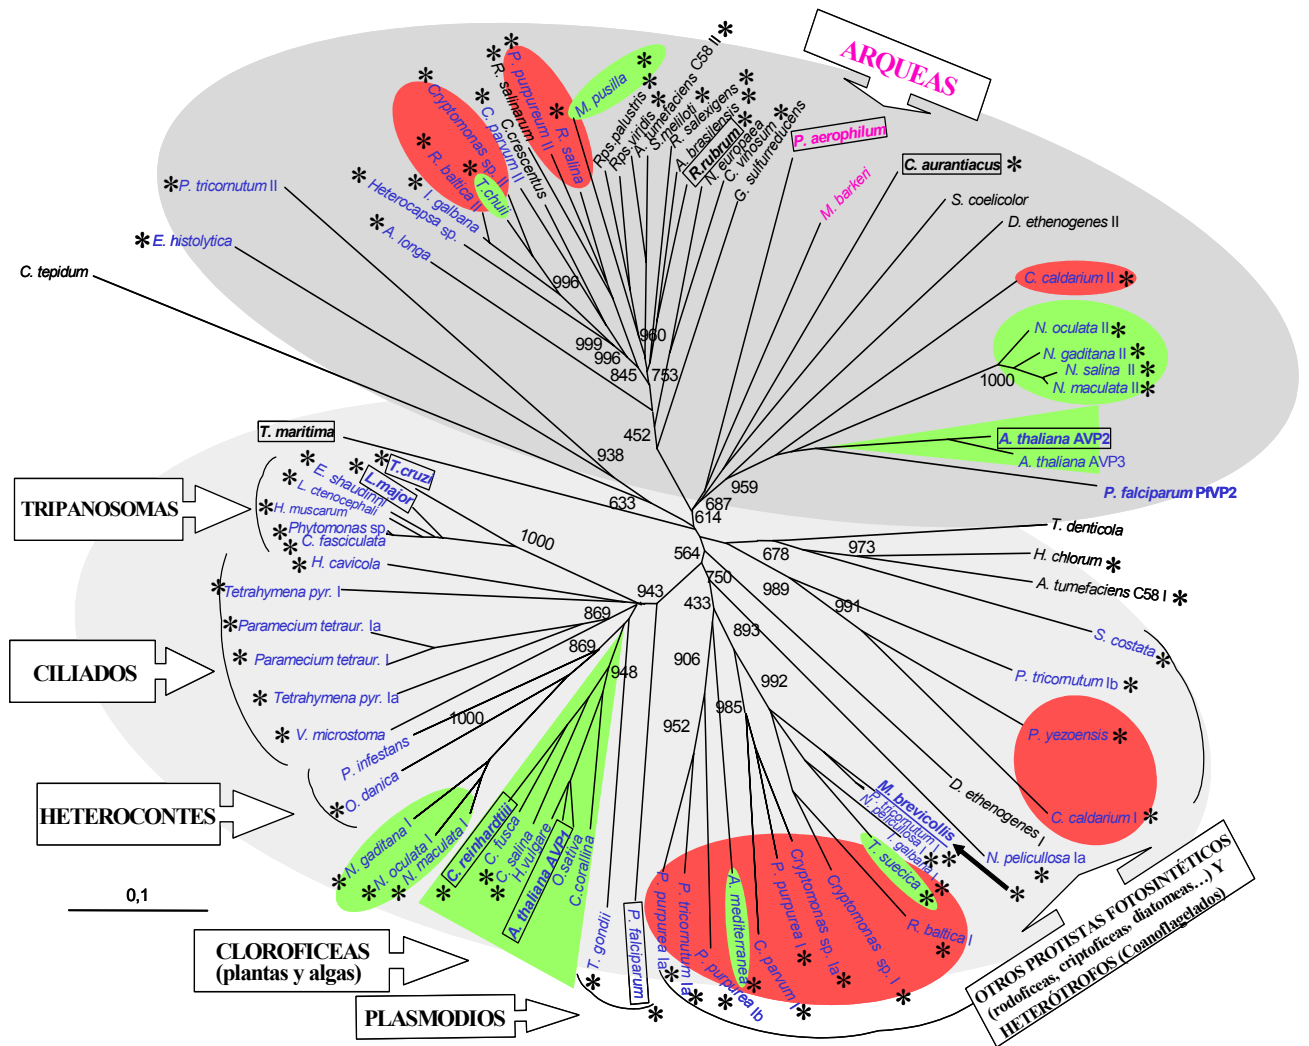 ARQUEAS
A. tumefaciens C58 II *
P. purpureum II *
R. salinarum *
C. crescentus
Cryptomonas sp. II *
C. parvum II *
R. salina *
M. pusilla *
Rps.palustris *
Rps.viridis *
S.meliloti *
R. salexigens *
A. brasilensis *
R.rubrum *
N. europaea
C. vinosum *
G. sulfurreducens
P. aerophilum
M. barkeri
C. aurantiacus *
S. coelicolor
D. ethenogenes II
R. baltica II *
T.chuii *
I. galbana *
Heterocapsa sp. *
A. longa *
* P. tricornutum II
* E. histolytica
C. tepidum
C. caldarium II *
N. oculata II *
N. gaditana II *
N. salina II *
N. maculata II *
1000
996
999
996
960
845
753
452
938
633
959
687
614
A. thaliana AVP2
A. thaliana AVP3
P. falciparum PfVP2
T. maritima
T.cruzi *
L.major *
E. shaudinni *
L. ctenocephali *
* H. muscarum
* Phytomonas sp.
* C. fasciculata
* H. cavicola
TRIPANOSOMAS
1000
* Tetrahymena pyr. I
* Paramecium tetraur. Ia
* Paramecium tetraur. I
* Tetrahymena pyr. Ia
* V. microstoma
CILIADOS
943
869
869
948
1000
P. infestans
* O. danica
HETEROCONTES
0,1
N. gaditana I *
N. oculata I *
N. maculata I *
C. reinhardtii *
C. fusca *
C. salina
H.vulgare
A. thaliana AVP1
O.sativa
C.corallina
CLOROFICEAS
(plantas y algas)
T. gondii *
P. falciparum *
PLASMODIOS
564
750
433
906
952
985
893
992
678
973
989
991
T. denticola
H. chlorum *
A. tumefaciens C58 I *
S. costata *
P. tricornutum Ib *
P. yezoensis *
C. caldarium I *
D. ethenogenes I
N. pelicullosa Ia *
M. brevicollis *
P. tricornutum I
N. pelicullosa I *
T. galbana I *
T. suecica *
R. baltica I *
Cryptomonas sp. I *
Cryptomonas sp. Ia *
P. purpurea I *
C. parvum I *
A. mediterranea *
P. purpurea Ib *
P. tricornutum Ia *
P. purpurea Ia *
OTROS PROTISTAS FOTOSINTÉTICOS
(rodofíceas, criptofíceas, diatomeas…) Y
HETERÓTROFOS (Coanoflagelados)